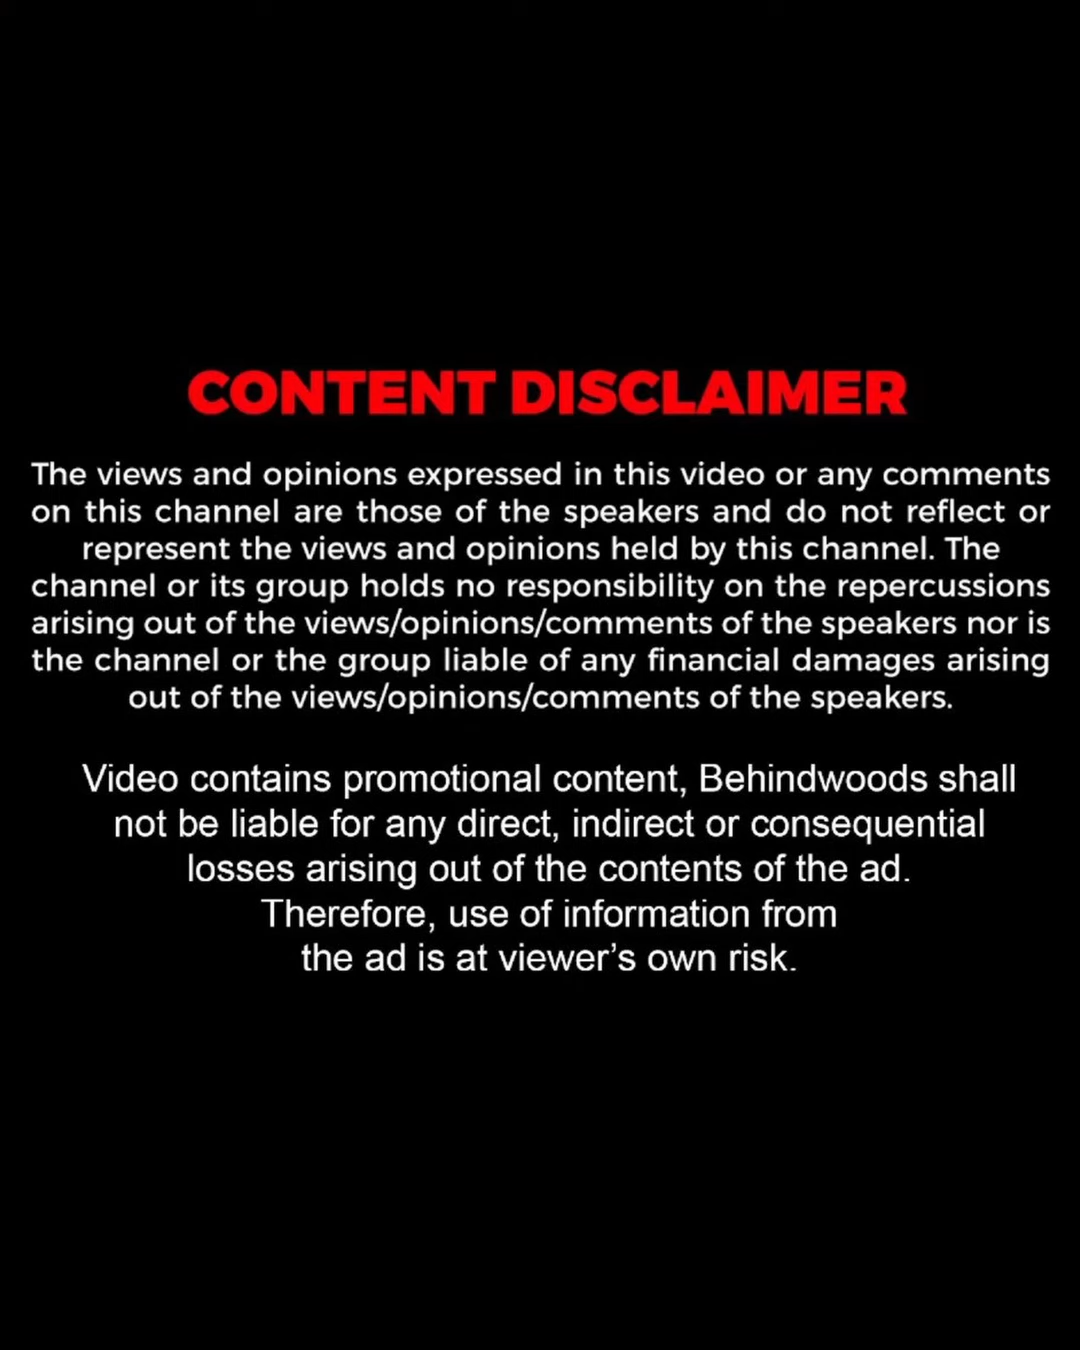 CONTENT DISCLAIMER
The views and opinions expressed in this video or any comments
on this channel are those of the speakers and do not reflect or
represent the views and opinions held by this channel. The
channel or its group holds no responsibility on the repercussions
arising out of the views/opinions/comments of the speakers nor is
the channel or the group liable of any financial damages arising
out of the views/opinions/comments of the speakers.
Video contains promotional content, Behindwoods shall
not be liable for any direct, indirect or consequential
losses arising out of the contents of the ad.
Therefore, use of information from
the ad is at viewer’s own risk.